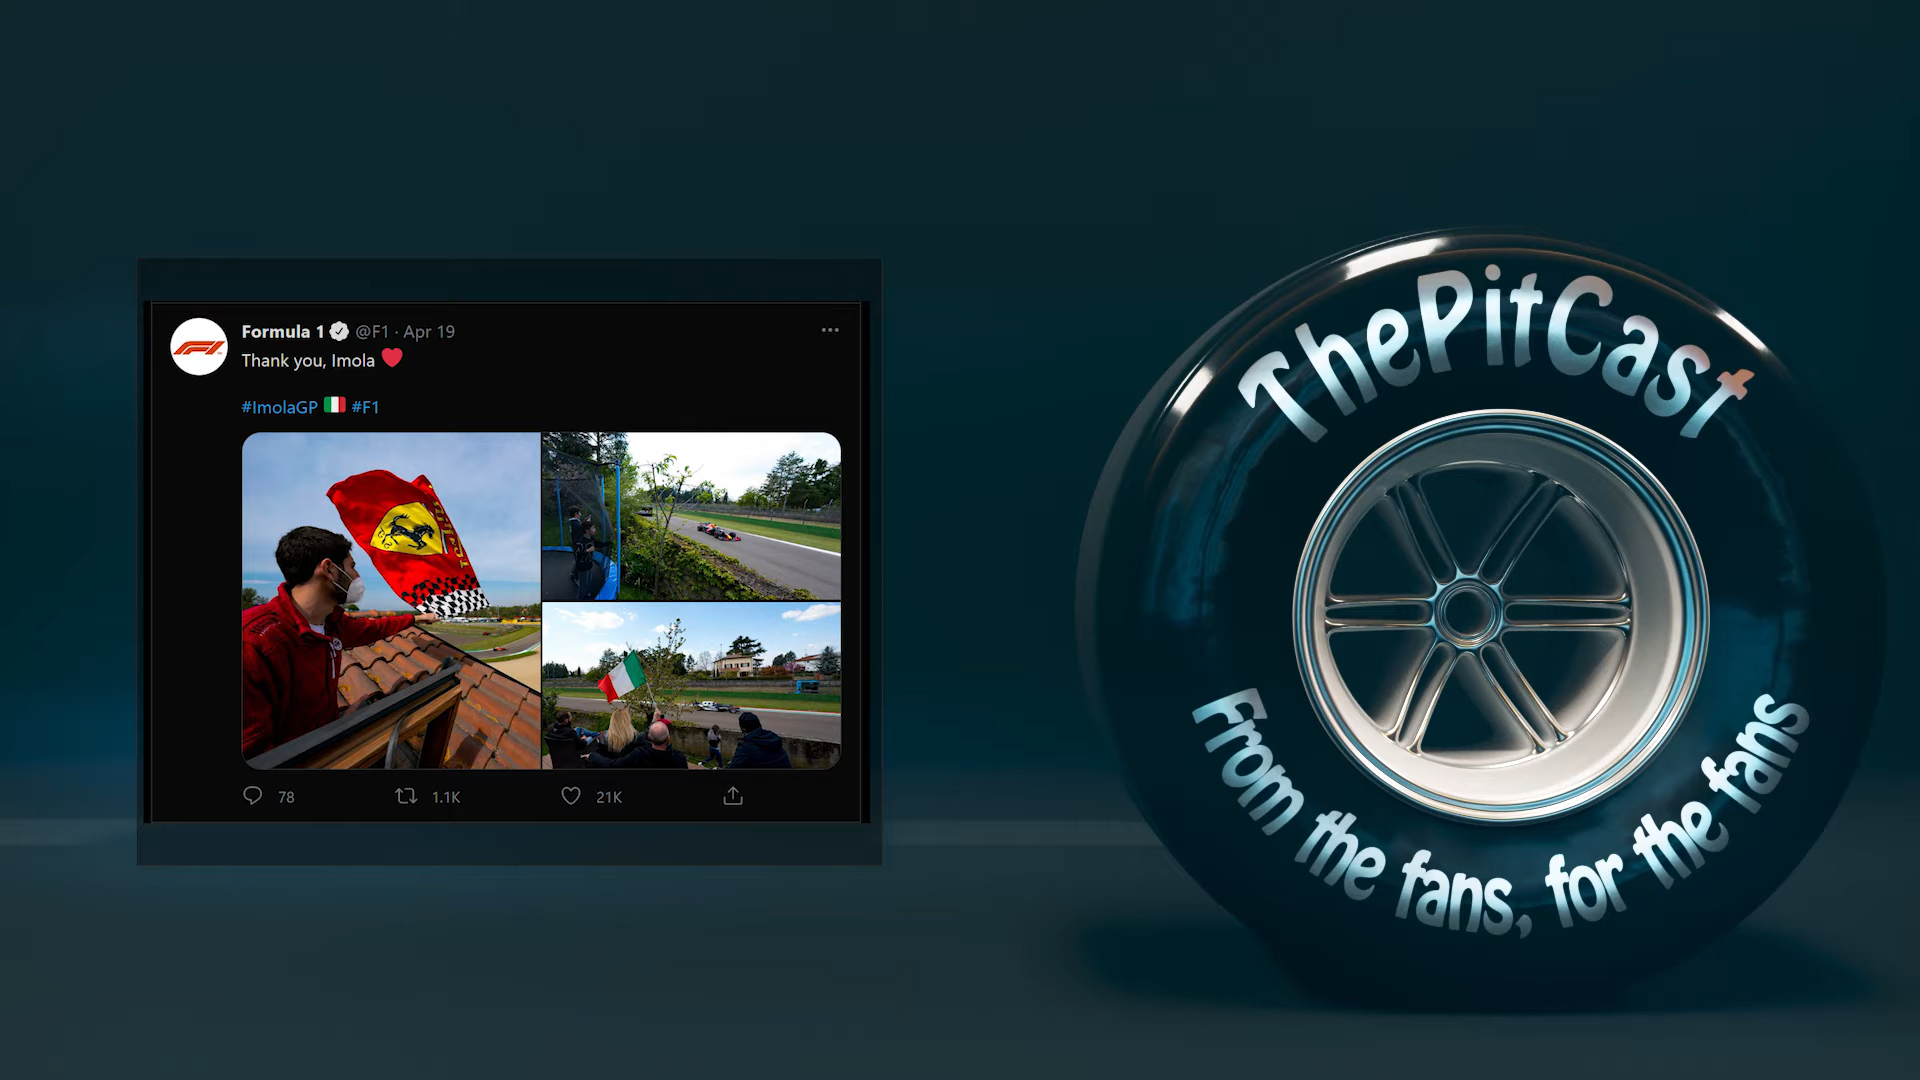 Formula 1 @F1 · Apr 19
Thank you, Imola ❤️
#ImolaGP 🇮🇹 #F1
78 1.1K 21K
ThePitCast
From the fans, for the fans